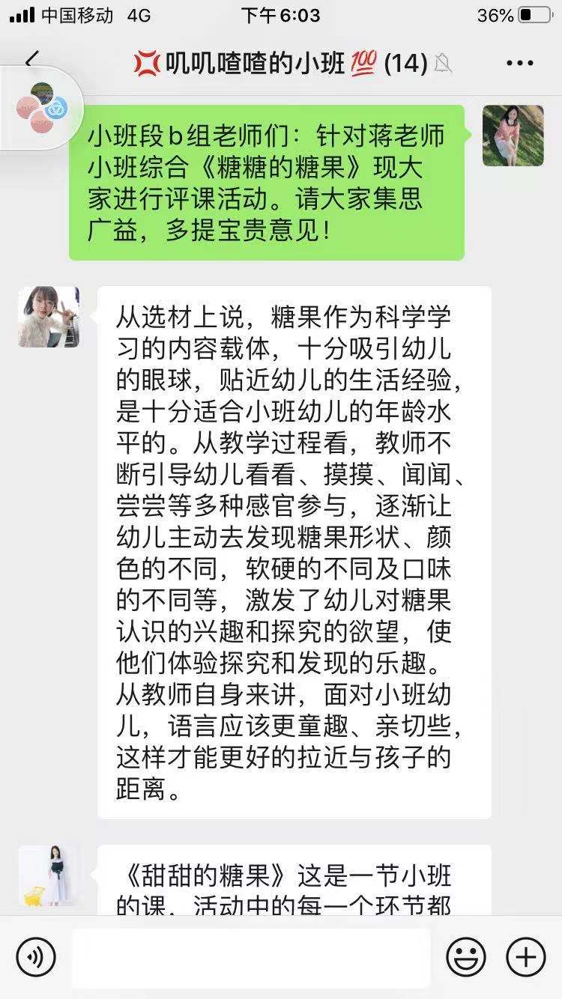 中国移动 4G 下午6:03 36%
叽叽喳喳的小班💯(14)
小班段b组老师们：针对蒋老师
小班综合《糖糖的糖果》现大
家进行评课活动。请大家集思
广益，多提宝贵意见！
从选材上说，糖果作为科学学
习的内容载体，十分吸引幼儿
的眼球，贴近幼儿的生活经验，
是十分适合小班幼儿的年龄水
平的。从教学过程看，教师不
断引导幼儿看看、摸摸、闻闻、
尝尝等多种感官参与，逐渐让
幼儿主动去发现糖果形状、颜
色的不同，软硬的不同及口味
的不同等，激发了幼儿对糖果
认识的兴趣和探究的欲望，使
他们体验探究和发现的乐趣。
从教师自身来讲，面对小班幼
儿，语言应该更童趣、亲切些，
这样才能更好的拉近与孩子的
距离。
《甜甜的糖果》这是一节小班
的课，活动中的每一个环节都